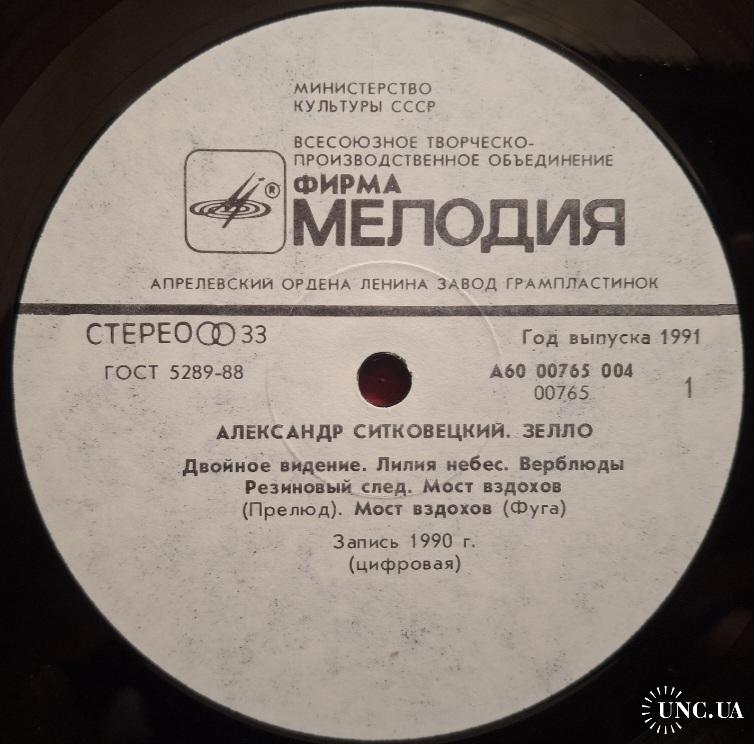 МИНИСТЕРСТВО
КУЛЬТУРЫ СССР
ВСЕСОЮЗНОЕ ТВОРЧЕСКО-
ПРОИЗВОДСТВЕННОЕ ОБЪЕДИНЕНИЕ
®
ФИРМА
МЕЛОДИЯ
АПРЕЛЕВСКИЙ ОРДЕНА ЛЕНИНА ЗАВОД ГРАМПЛАСТИНОК
СТЕРЕО 33
Год выпуска 1991
ГОСТ 5289-88
А60 00765 004
00765
1
АЛЕКСАНДР СИТКОВЕЦКИЙ. ЗЕЛЛО
Двойное видение. Лилия небес. Верблюды
Резиновый след. Мост вздохов
(Прелюд). Мост вздохов (Фуга)
Запись 1990 г.
(цифровая)
UNC.UA